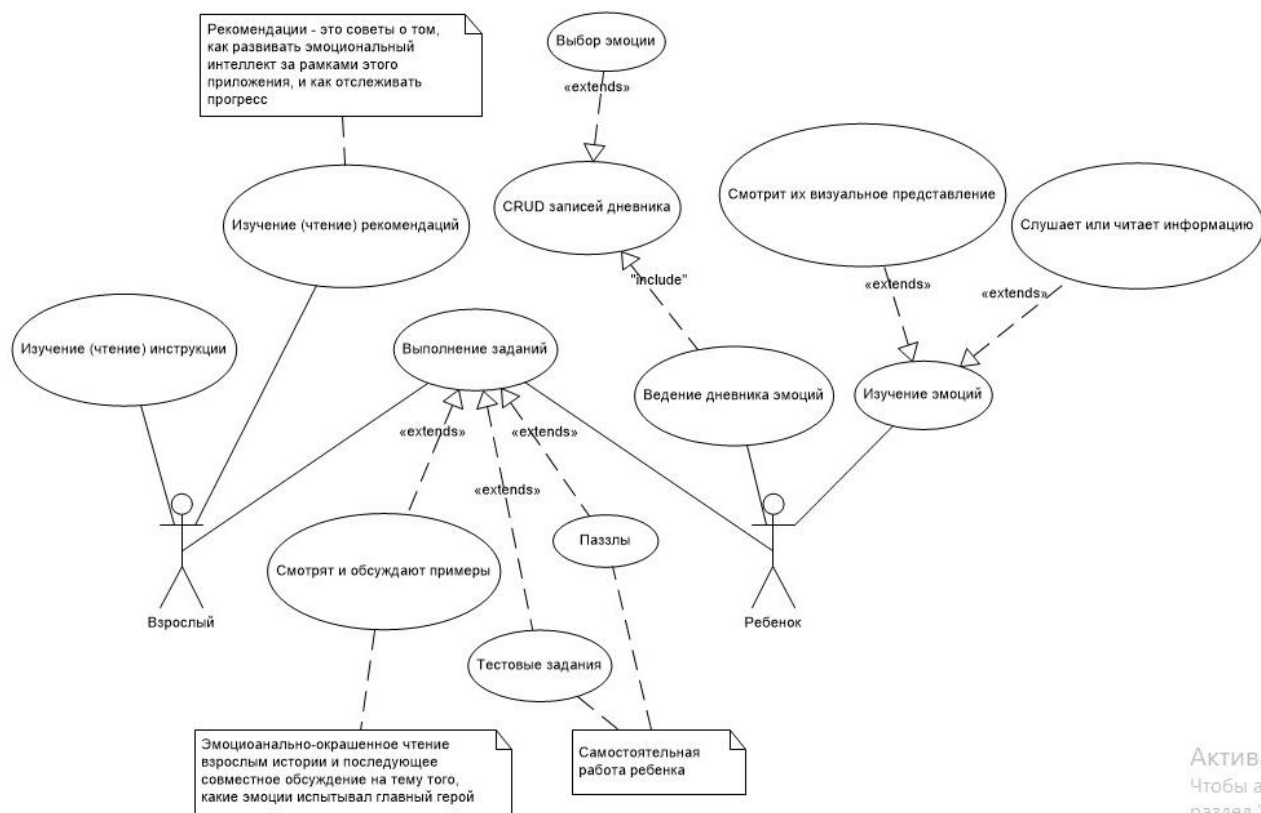 Рекомендации - это советы о том,
как развивать эмоциональный
интеллект за рамками этого
приложения, и как отслеживать
прогресс
Выбор эмоции
«extends»
Смотрит их визуальное представление
CRUD записей дневника
Слушает или читает информацию
Изучение (чтение) рекомендаций
"include"
«extends»
«extends»
Изучение (чтение) инструкции
Выполнение заданий
Ведение дневника эмоций
Изучение эмоций
«extends»
«extends»
«extends»
Паззлы
Смотрят и обсуждают примеры
Взрослый
Ребенок
Тестовые задания
Эмоциоанально-окрашенное чтение
взрослым истории и последующее
совместное обсуждение на тему того,
какие эмоции испытывал главный герой
Самостоятельная
работа ребенка
Актив
Чтобы а